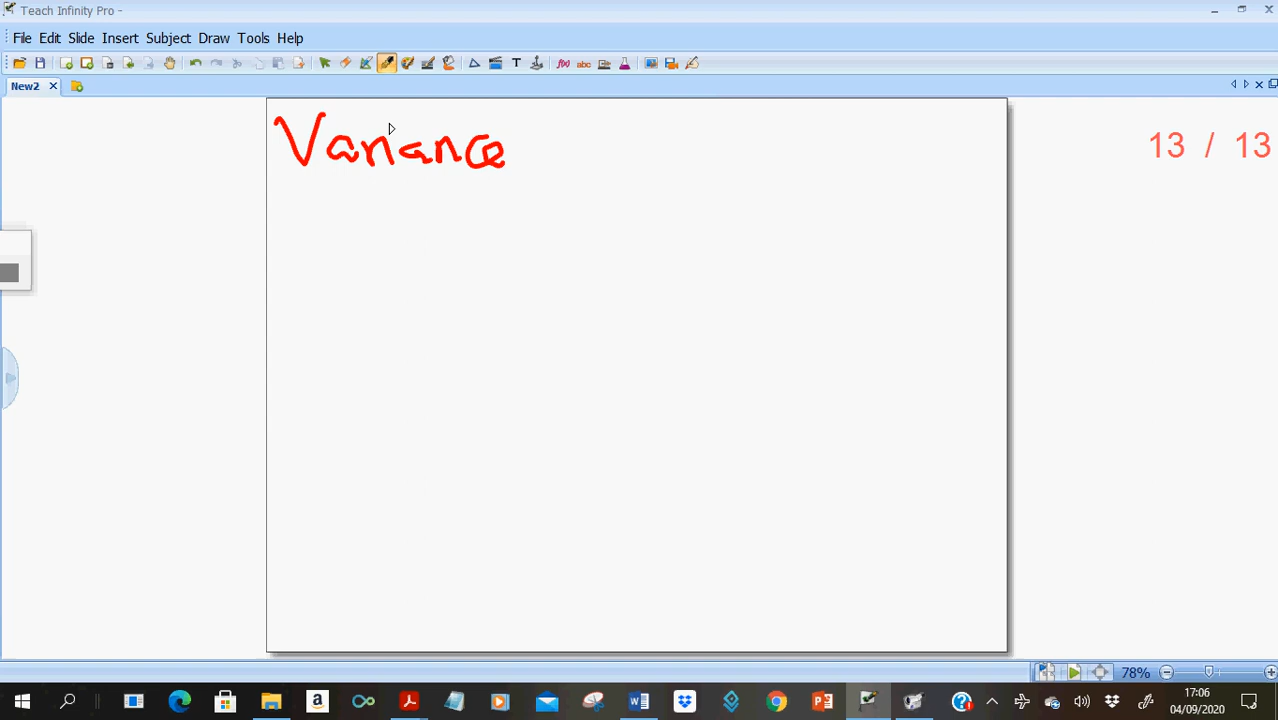 Teach Infinity Pro -
File Edit Slide Insert Subject Draw Tools Help
New2
Variance
13 / 13
78%
17:06
04/09/2020